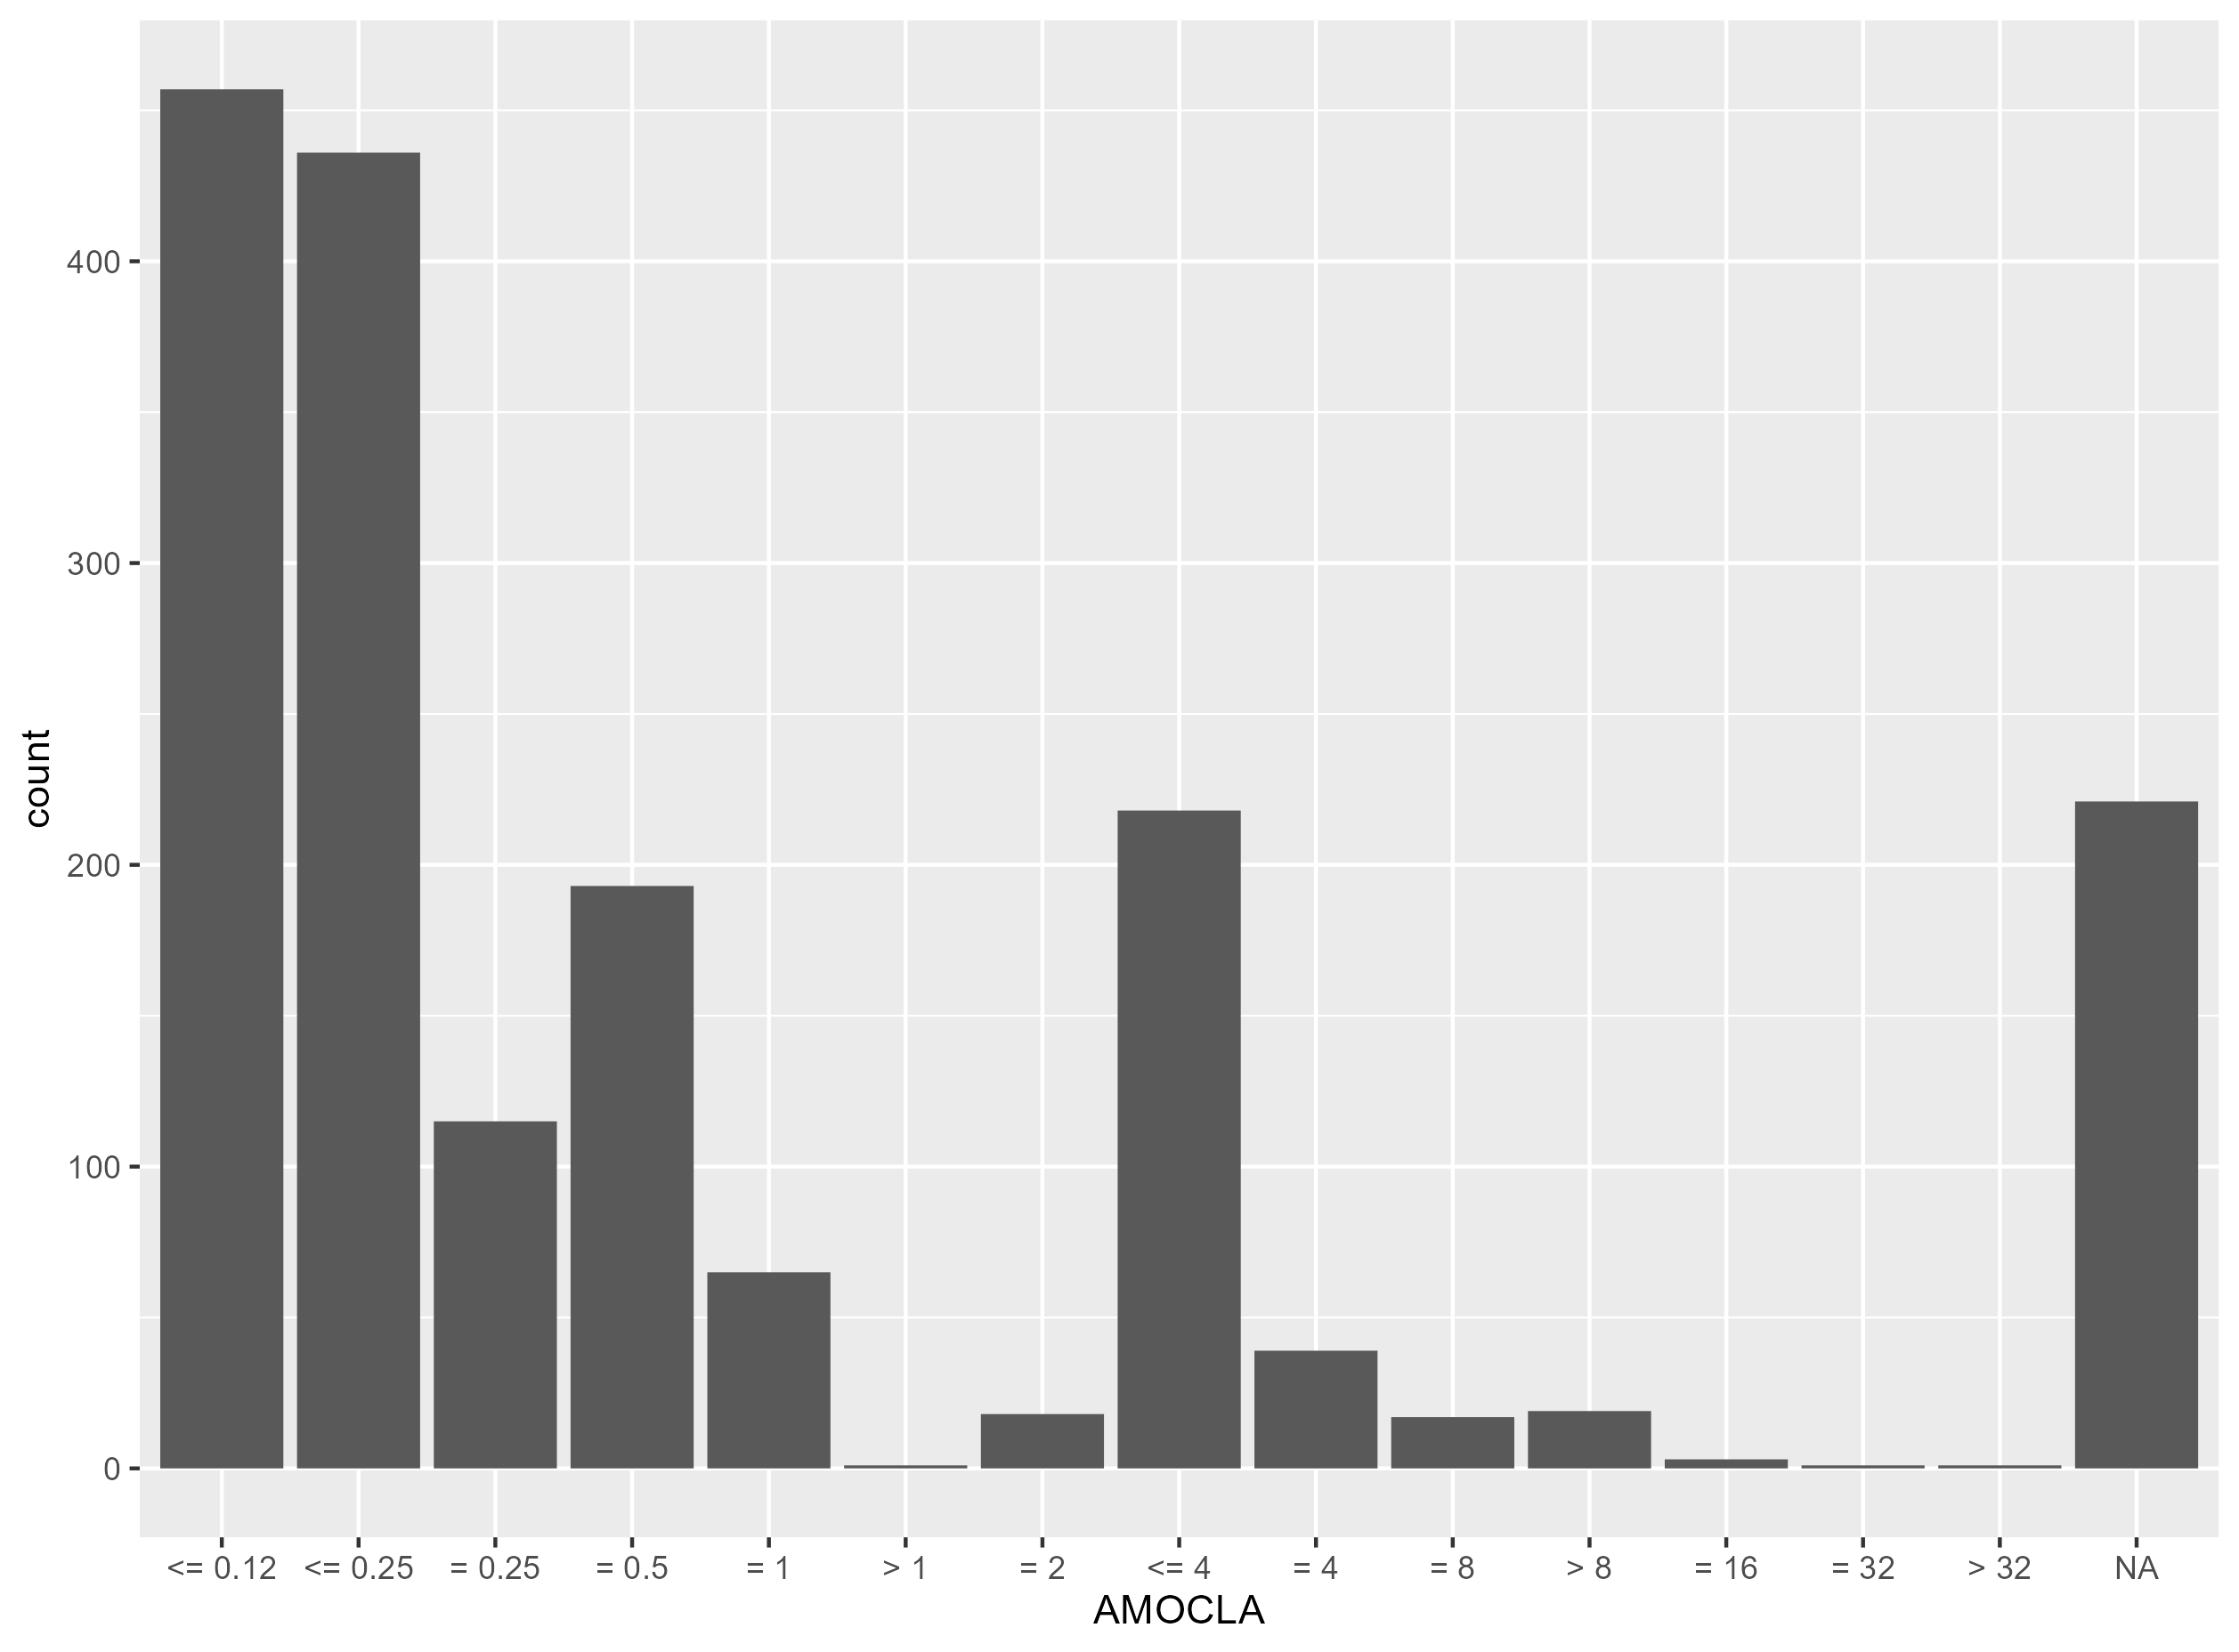 count
400
300
200
100
0
<= 0.12 <= 0.25 = 0.25 = 0.5 = 1 > 1 = 2 <= 4 = 4 = 8 > 8 = 16 = 32 > 32 NA
AMOCLA